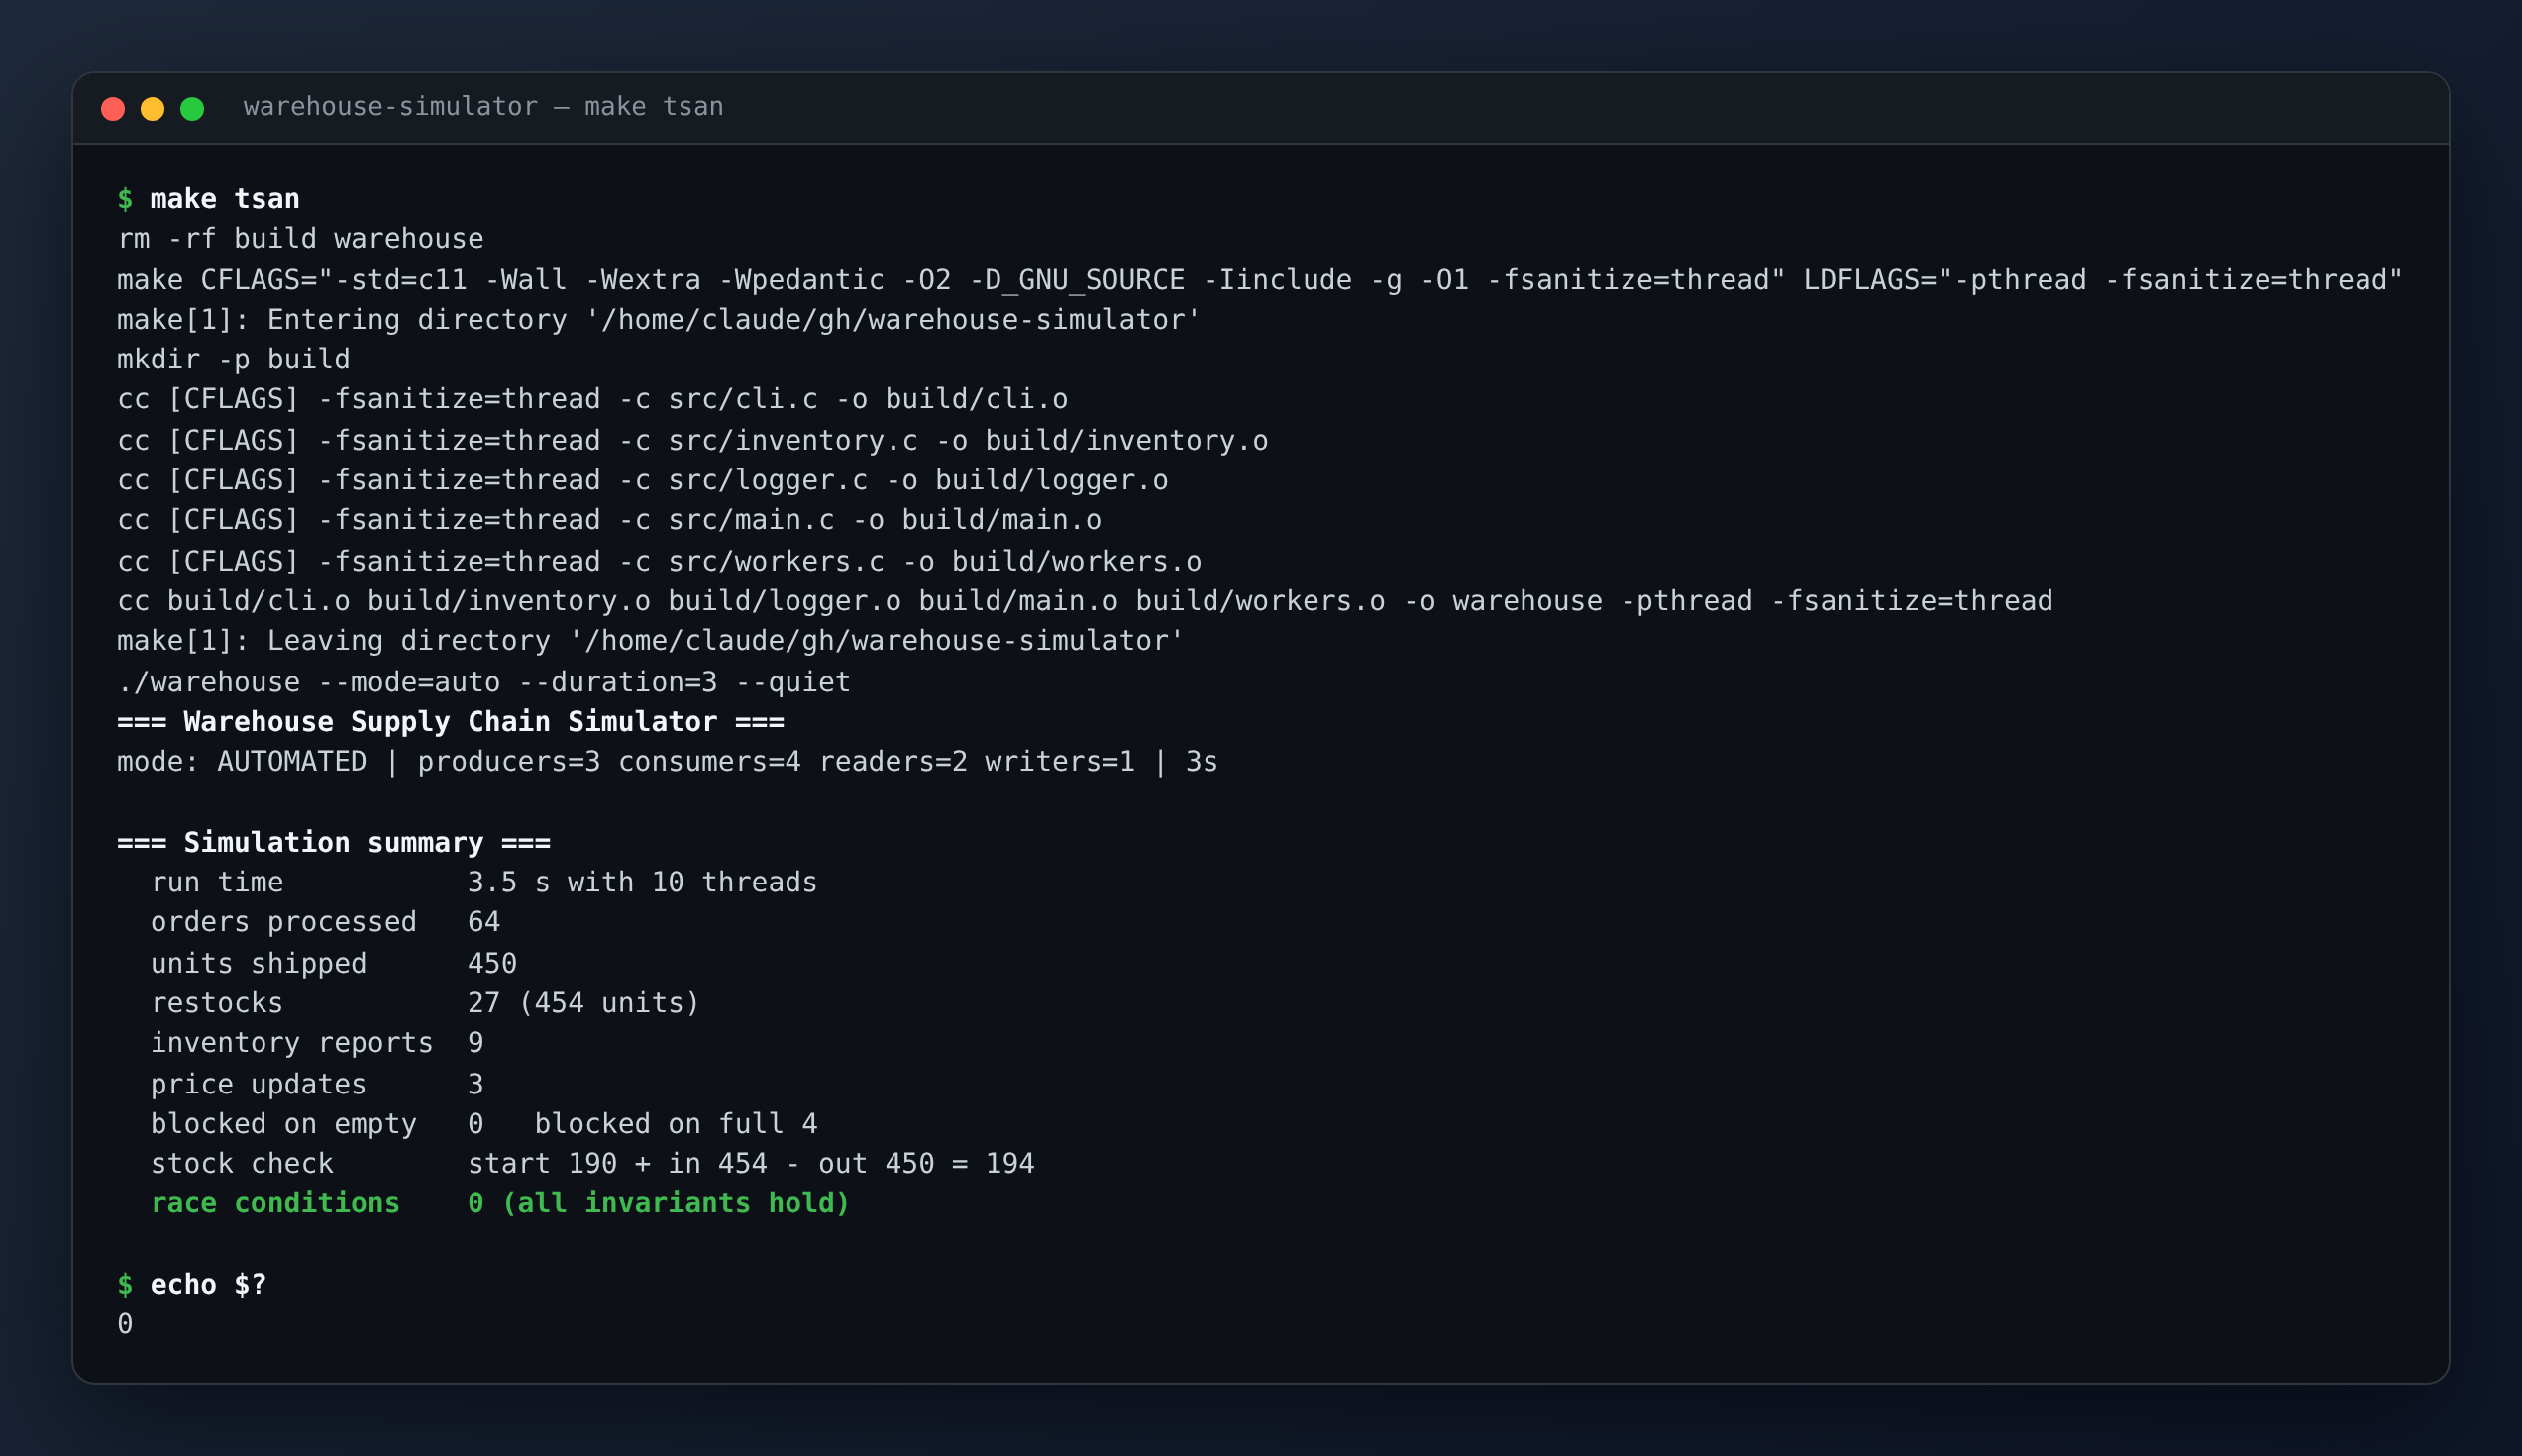 warehouse-simulator — make tsan
$ make tsan
rm -rf build warehouse
make CFLAGS="-std=c11 -Wall -Wextra -Wpedantic -O2 -D_GNU_SOURCE -Iinclude -g -O1 -fsanitize=thread" LDFLAGS="-pthread -fsanitize=thread"
make[1]: Entering directory '/home/claude/gh/warehouse-simulator'
mkdir -p build
cc [CFLAGS] -fsanitize=thread -c src/cli.c -o build/cli.o
cc [CFLAGS] -fsanitize=thread -c src/inventory.c -o build/inventory.o
cc [CFLAGS] -fsanitize=thread -c src/logger.c -o build/logger.o
cc [CFLAGS] -fsanitize=thread -c src/main.c -o build/main.o
cc [CFLAGS] -fsanitize=thread -c src/workers.c -o build/workers.o
cc build/cli.o build/inventory.o build/logger.o build/main.o build/workers.o -o warehouse -pthread -fsanitize=thread
make[1]: Leaving directory '/home/claude/gh/warehouse-simulator'
./warehouse --mode=auto --duration=3 --quiet
=== Warehouse Supply Chain Simulator ===
mode: AUTOMATED | producers=3 consumers=4 readers=2 writers=1 | 3s
=== Simulation summary ===
  run time           3.5 s with 10 threads
  orders processed   64
  units shipped      450
  restocks           27 (454 units)
  inventory reports  9
  price updates      3
  blocked on empty   0   blocked on full 4
  stock check        start 190 + in 454 - out 450 = 194
  race conditions    0 (all invariants hold)
$ echo $?
0